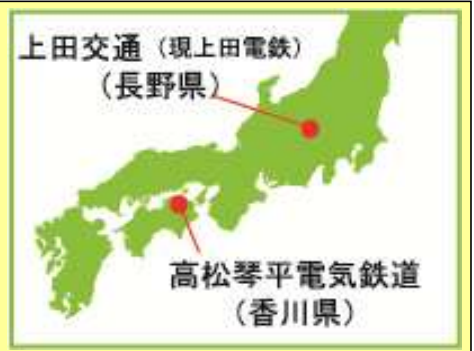 上田交通（現上田電鉄）
（長野県）
高松琴平電気鉄道
（香川県）